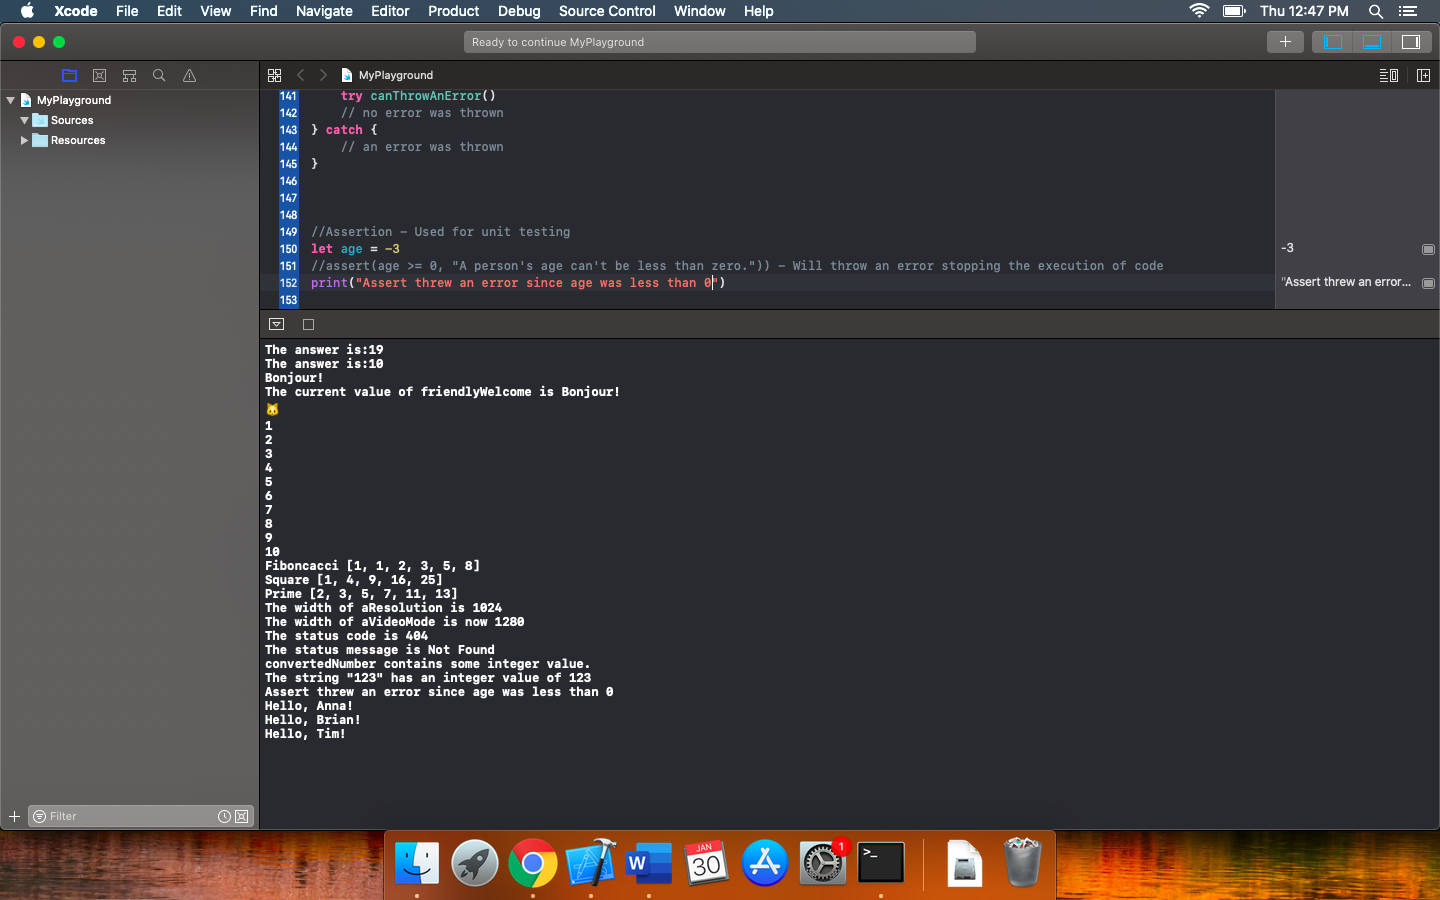 Xcode File Edit View Find Navigate Editor Product Debug Source Control Window Help Thu 12:47 PM
Ready to continue MyPlayground
MyPlayground
MyPlayground
Sources
Resources
141 try canThrowAnError()
142 // no error was thrown
143 } catch {
144 // an error was thrown
145 }
146
147
148
149 //Assertion - Used for unit testing
150 let age = -3
-3
151 //assert(age >= 0, "A person's age can't be less than zero.")) - Will throw an error stopping the execution of code
152 print("Assert threw an error since age was less than 0")
"Assert threw an error...
153
The answer is:19
The answer is:10
Bonjour!
The current value of friendlyWelcome is Bonjour!
🐱
1
2
3
4
5
6
7
8
9
10
Fiboncacci [1, 1, 2, 3, 5, 8]
Square [1, 4, 9, 16, 25]
Prime [2, 3, 5, 7, 11, 13]
The width of aResolution is 1024
The width of aVideoMode is now 1280
The status code is 404
The status message is Not Found
convertedNumber contains some integer value.
The string "123" has an integer value of 123
Assert threw an error since age was less than 0
Hello, Anna!
Hello, Brian!
Hello, Tim!
Filter
W
JAN
30
1
>_